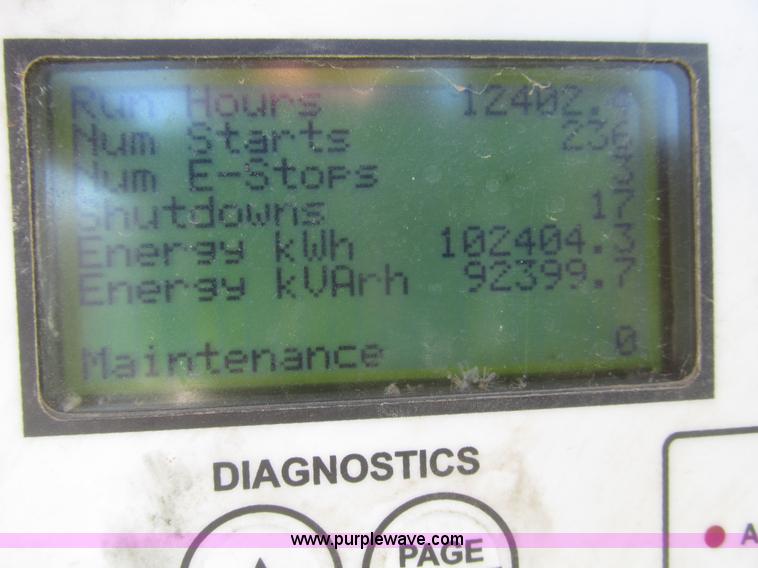 Run Hours 12402.4
Num Starts 236
Num E-Stops 3
Shutdowns 17
Energy kWh 102404.3
Energy kVArh 92399.7
Maintenance 0
DIAGNOSTICS
PAGE
www.purplewave.com